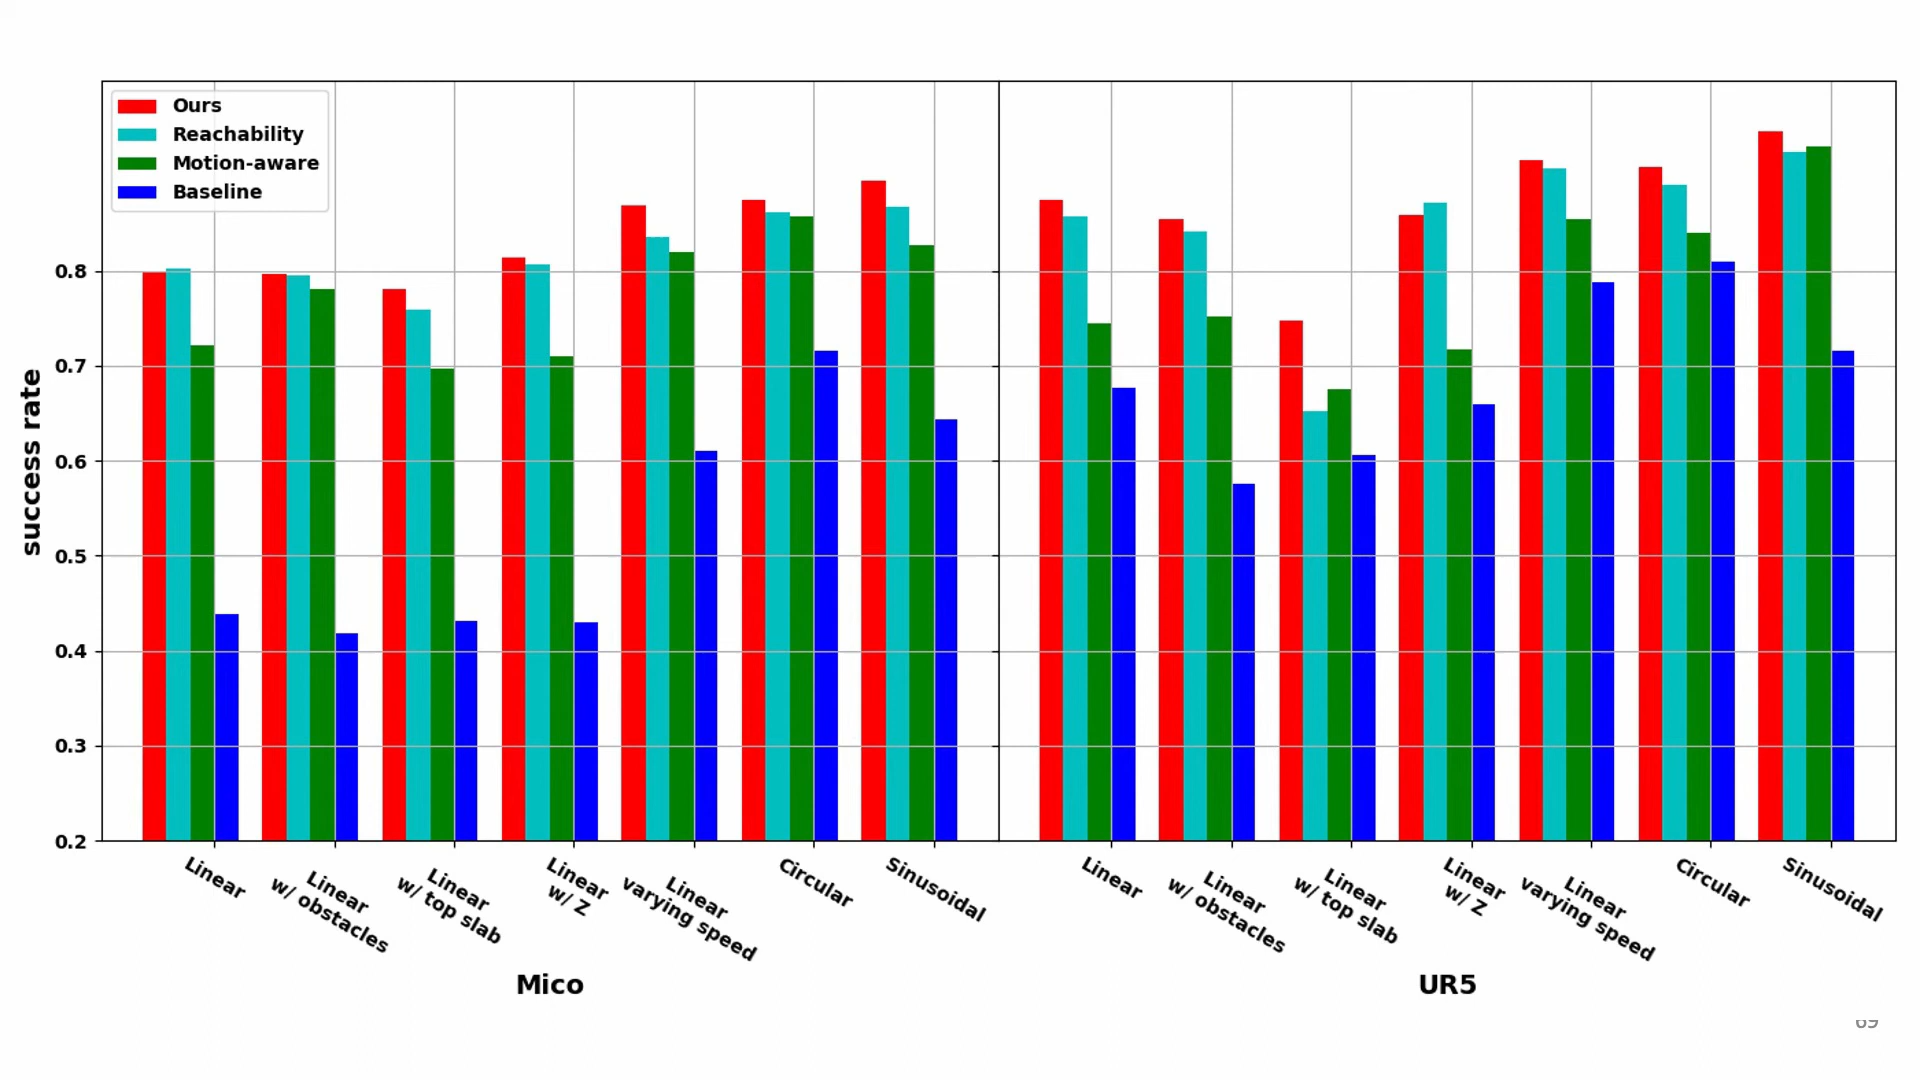 Ours
Reachability
Motion-aware
Baseline
success rate
0.8
0.7
0.6
0.5
0.4
0.3
0.2
Linear
Linear
w/ obstacles
Linear
w/ top slab
Linear
w/ Z
Linear
varying speed
Circular
Sinusoidal
Linear
Linear
w/ obstacles
Linear
w/ top slab
Linear
w/ Z
Linear
varying speed
Circular
Sinusoidal
Mico
UR5